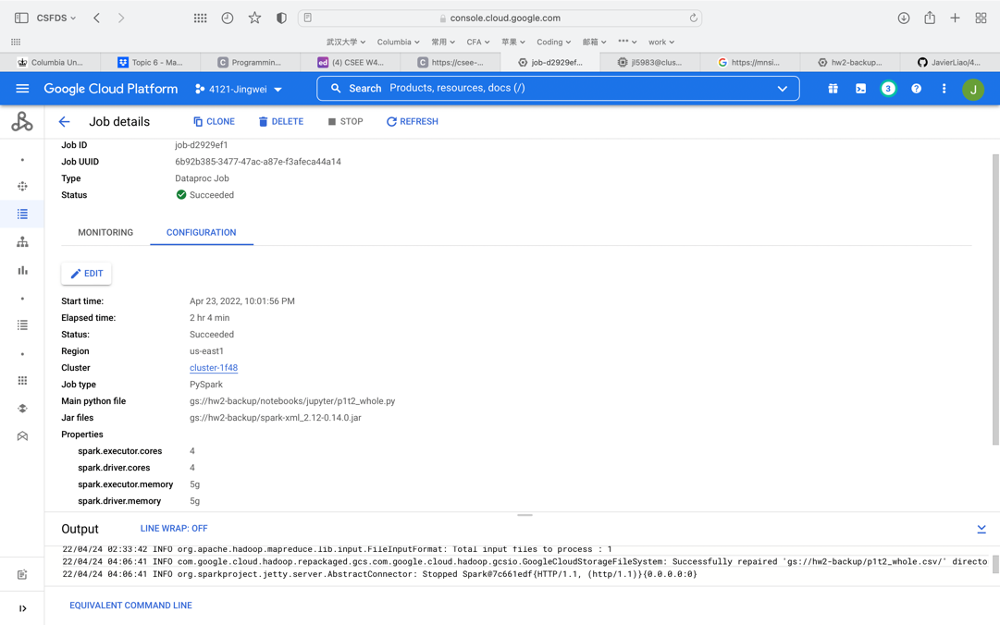 CSFDS
console.cloud.google.com
武汉大学 Columbia 常用 CFA 苹果 Coding 邮箱 *** work
Columbia Un... Topic 6 - Ma... C Programmin... ed (4) CSEE W4... C https://csee-... job-d2929ef... jl5983@clus... G https://mnsi... hw2-backup... JavierLiao/4...
Google Cloud Platform 4121-Jingwei Search Products, resources, docs (/) 3 ? J
Job details CLONE DELETE STOP REFRESH
Job ID job-d2929ef1
Job UUID 6b92b385-3477-47ac-a87e-f3afeca44a14
Type Dataproc Job
Status Succeeded
MONITORING CONFIGURATION
EDIT
Start time: Apr 23, 2022, 10:01:56 PM
Elapsed time: 2 hr 4 min
Status: Succeeded
Region us-east1
Cluster cluster-1f48
Job type PySpark
Main python file gs://hw2-backup/notebooks/jupyter/p1t2_whole.py
Jar files gs://hw2-backup/spark-xml_2.12-0.14.0.jar
Properties
spark.executor.cores 4
spark.driver.cores 4
spark.executor.memory 5g
spark.driver.memory 5g
Output LINE WRAP: OFF
22/04/24 02:33:42 INFO org.apache.hadoop.mapreduce.lib.input.FileInputFormat: Total input files to process : 1
22/04/24 04:06:41 INFO com.google.cloud.hadoop.repackaged.gcs.com.google.cloud.hadoop.gcsio.GoogleCloudStorageFileSystem: Successfully repaired 'gs://hw2-backup/p1t2_whole.csv/' directo
22/04/24 04:06:41 INFO org.sparkproject.jetty.server.AbstractConnector: Stopped Spark@7c661edf{HTTP/1.1, (http/1.1)}{0.0.0.0:0}
EQUIVALENT COMMAND LINE